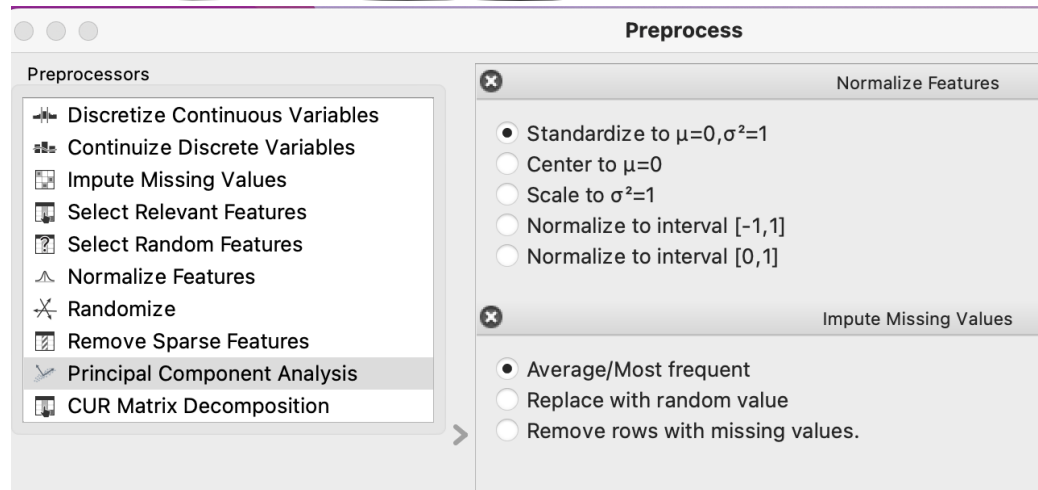 Preprocess
Preprocessors
Discretize Continuous Variables
Continuize Discrete Variables
Impute Missing Values
Select Relevant Features
Select Random Features
Normalize Features
Randomize
Remove Sparse Features
Principal Component Analysis
CUR Matrix Decomposition
Normalize Features
Standardize to μ=0,σ²=1
Center to μ=0
Scale to σ²=1
Normalize to interval [-1,1]
Normalize to interval [0,1]
Impute Missing Values
Average/Most frequent
Replace with random value
Remove rows with missing values.